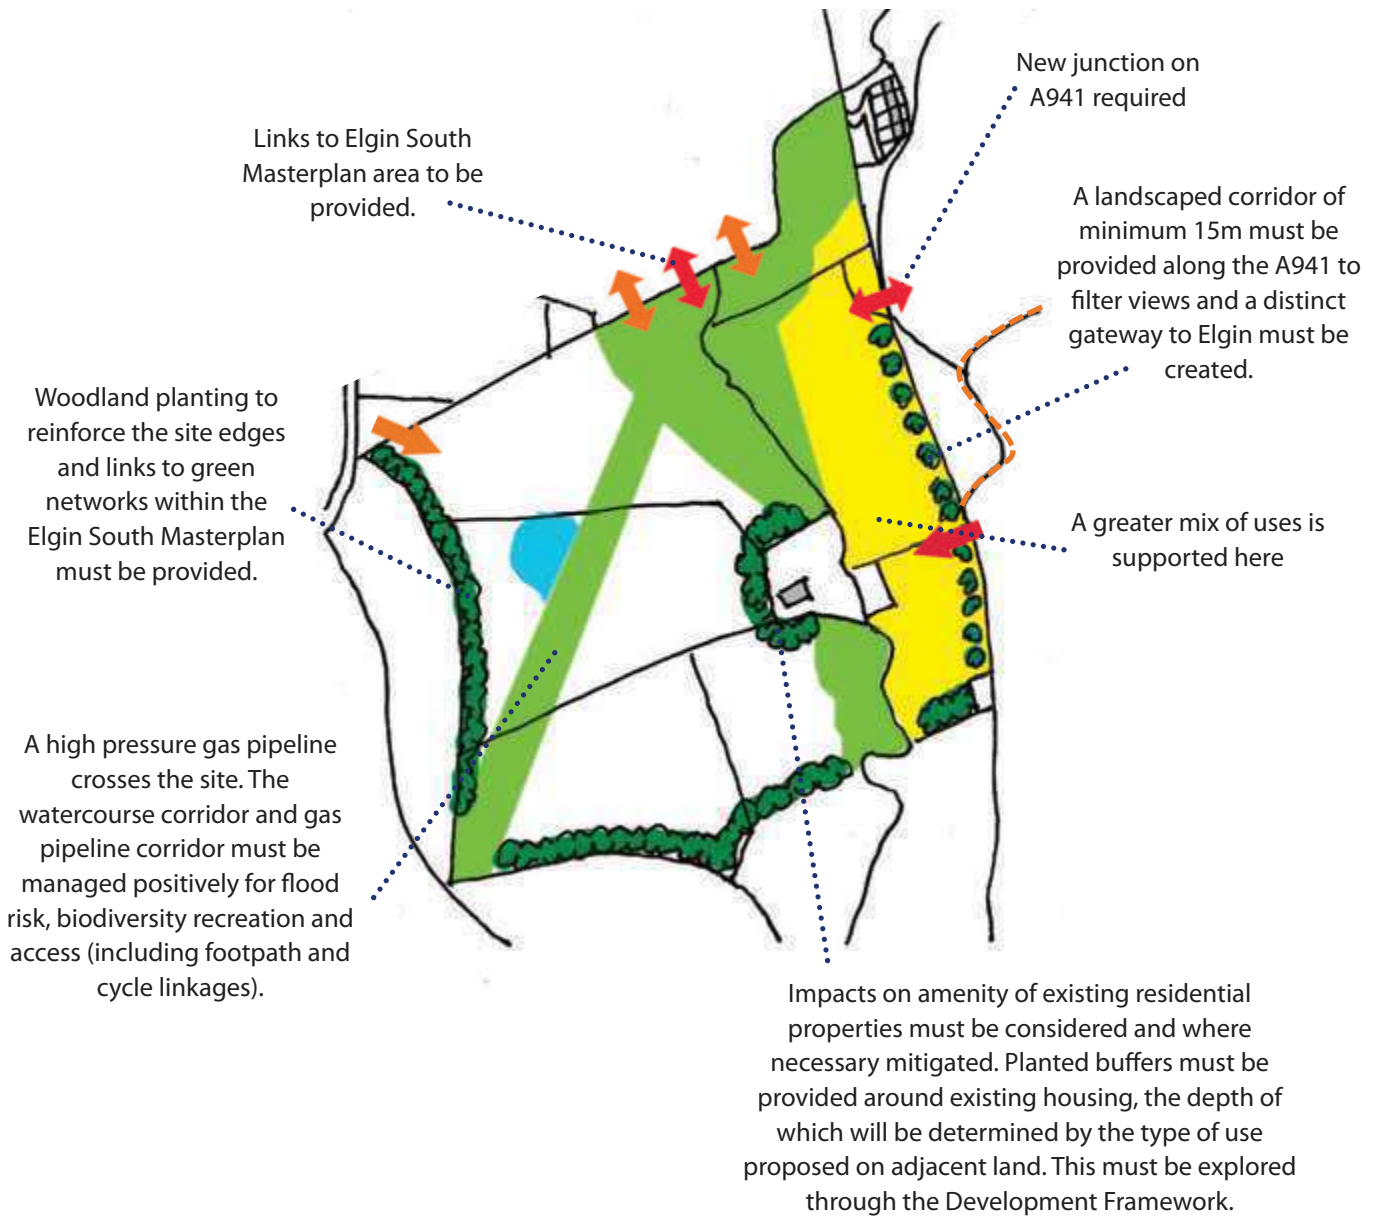 New junction on
A941 required
Links to Elgin South
Masterplan area to be
provided.
A landscaped corridor of
minimum 15m must be
provided along the A941 to
filter views and a distinct
gateway to Elgin must be
created.
Woodland planting to
reinforce the site edges
and links to green
networks within the
Elgin South Masterplan
must be provided.
A greater mix of uses is
supported here
A high pressure gas pipeline
crosses the site. The
watercourse corridor and gas
pipeline corridor must be
managed positively for flood
risk, biodiversity recreation and
access (including footpath and
cycle linkages).
Impacts on amenity of existing residential
properties must be considered and where
necessary mitigated. Planted buffers must be
provided around existing housing, the depth of
which will be determined by the type of use
proposed on adjacent land. This must be explored
through the Development Framework.